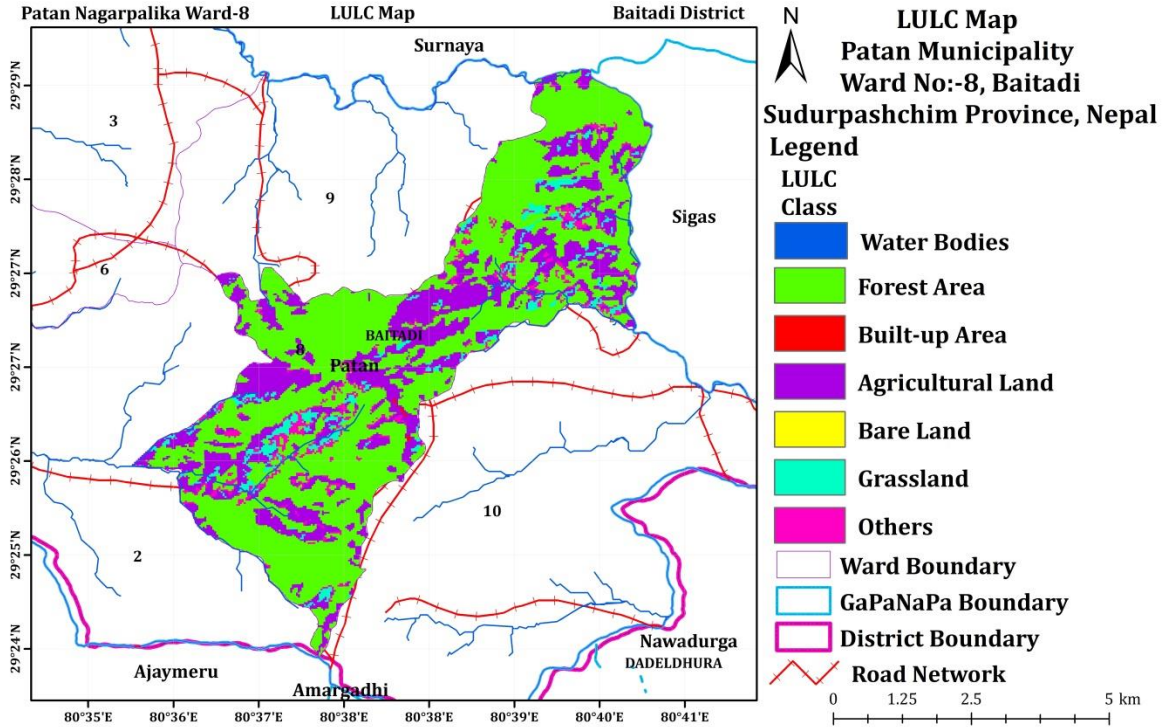 Patan Nagarpalika Ward-8
LULC Map
Baitadi District
Surnaya
3
9
Sigas
6
BAITADI
8
Patan
10
2
Nawadurga
DADELDHURA
Ajaymeru
Amargadhi
29°29'N
29°28'N
29°27'N
29°27'N
29°26'N
29°25'N
29°24'N
80°35'E
80°36'E
80°37'E
80°38'E
80°38'E
80°39'E
80°40'E
80°41'E
N
LULC Map
Patan Municipality
Ward No:-8, Baitadi
Sudurpashchim Province, Nepal
Legend
LULC
Class
Water Bodies
Forest Area
Built-up Area
Agricultural Land
Bare Land
Grassland
Others
Ward Boundary
GaPaNaPa Boundary
District Boundary
Road Network
0 1.25 2.5 5 km